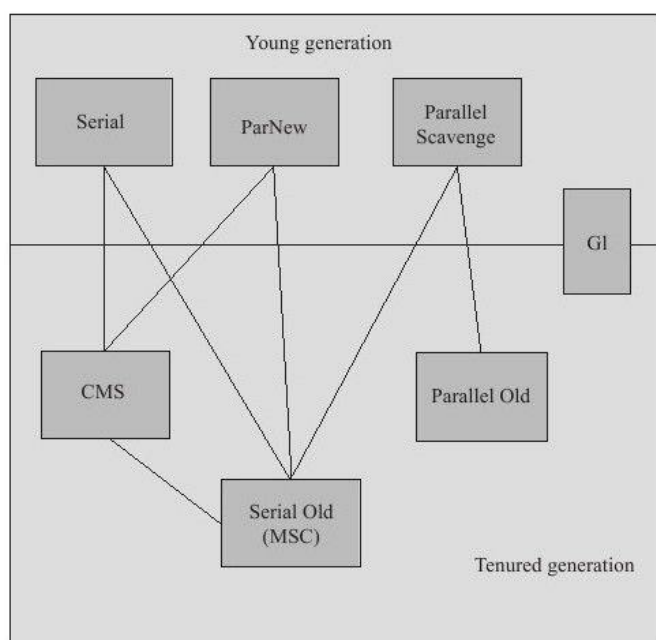 Young generation
Serial
ParNew
Parallel
Scavenge
Gl
CMS
Parallel Old
Serial Old
(MSC)
Tenured generation